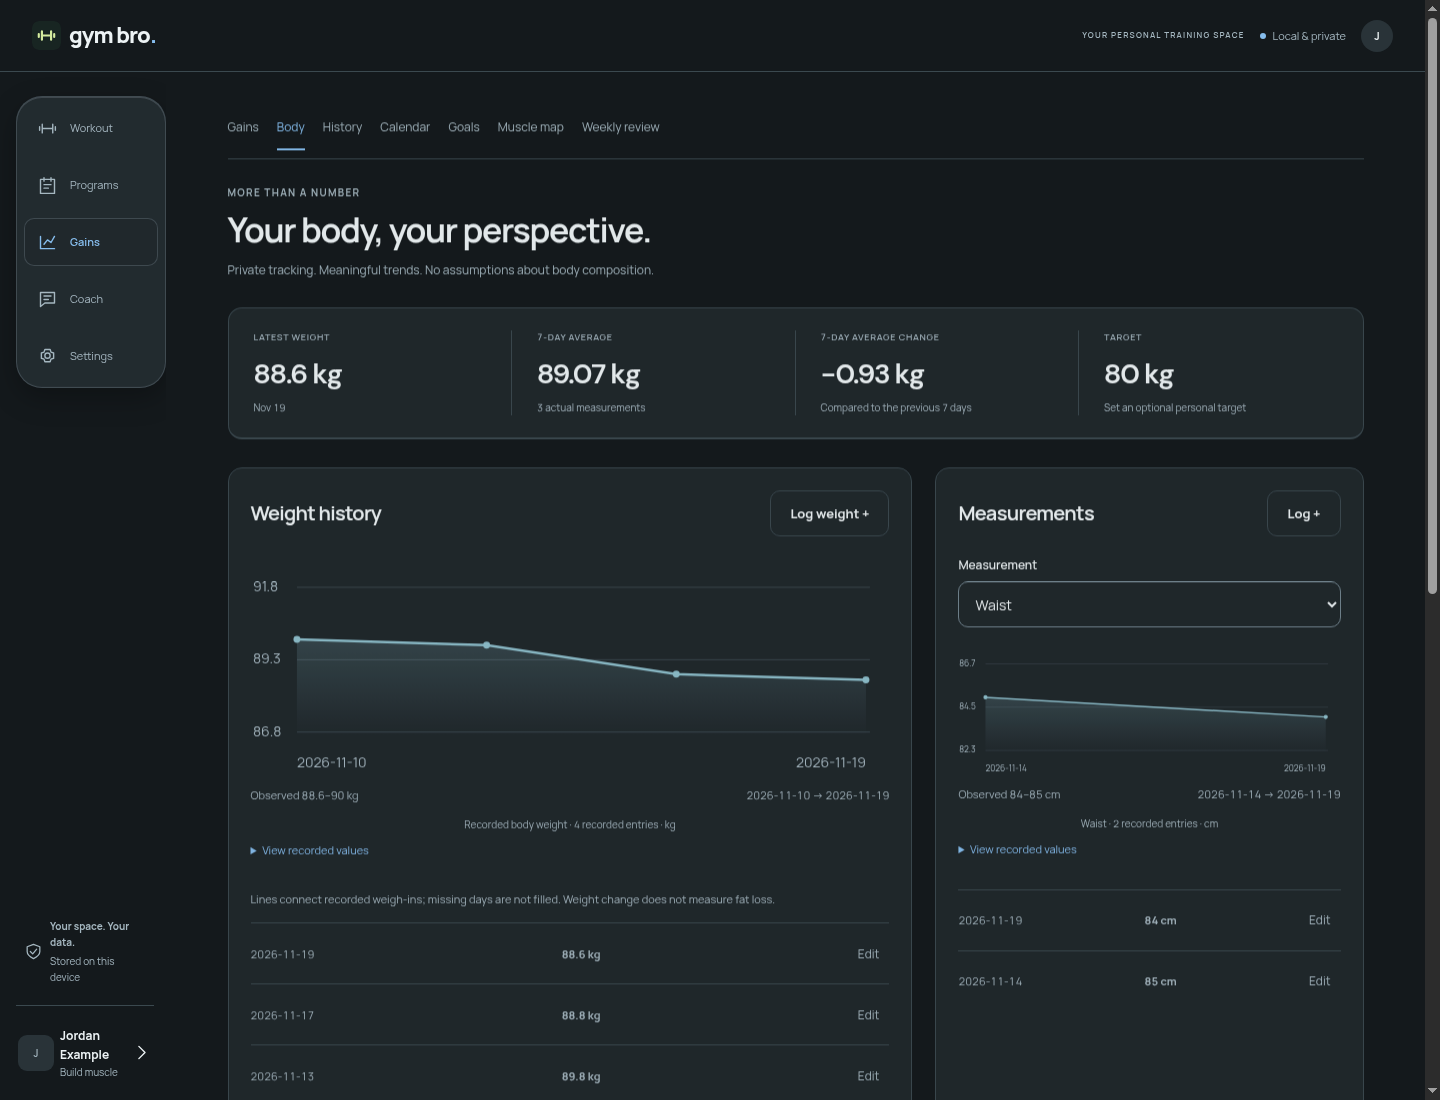 gym bro.
YOUR PERSONAL TRAINING SPACE
Local & private
J
Workout
Programs
Gains
Coach
Settings
Your space. Your
data.
Stored on this
device
J
Jordan
Example
Build muscle
Gains Body History Calendar Goals Muscle map Weekly review
MORE THAN A NUMBER
Your body, your perspective.
Private tracking. Meaningful trends. No assumptions about body composition.
LATEST WEIGHT
88.6 kg
Nov 19
7-DAY AVERAGE
89.07 kg
3 actual measurements
7-DAY AVERAGE CHANGE
−0.93 kg
Compared to the previous 7 days
TARGET
80 kg
Set an optional personal target
Weight history
Log weight +
91.8
89.3
86.8
2026-11-10 2026-11-19
Observed 88.6–90 kg 2026-11-10 → 2026-11-19
Recorded body weight · 4 recorded entries · kg
View recorded values
Lines connect recorded weigh-ins; missing days are not filled. Weight change does not measure fat loss.
2026-11-19 88.6 kg Edit
2026-11-17 88.8 kg Edit
2026-11-13 89.8 kg Edit
Measurements
Log +
Measurement
Waist
86.7
84.5
82.3
2026-11-14 2026-11-19
Observed 84–85 cm 2026-11-14 → 2026-11-19
Waist · 2 recorded entries · cm
View recorded values
2026-11-19 84 cm Edit
2026-11-14 85 cm Edit